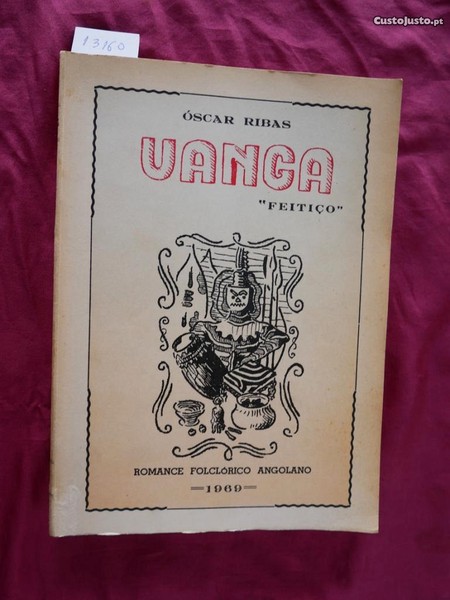 13160
CustoJusto.pt
ÓSCAR RIBAS
UANGA
"FEITIÇO"
ROMANCE FOLCLÓRICO ANGOLANO
=1969=